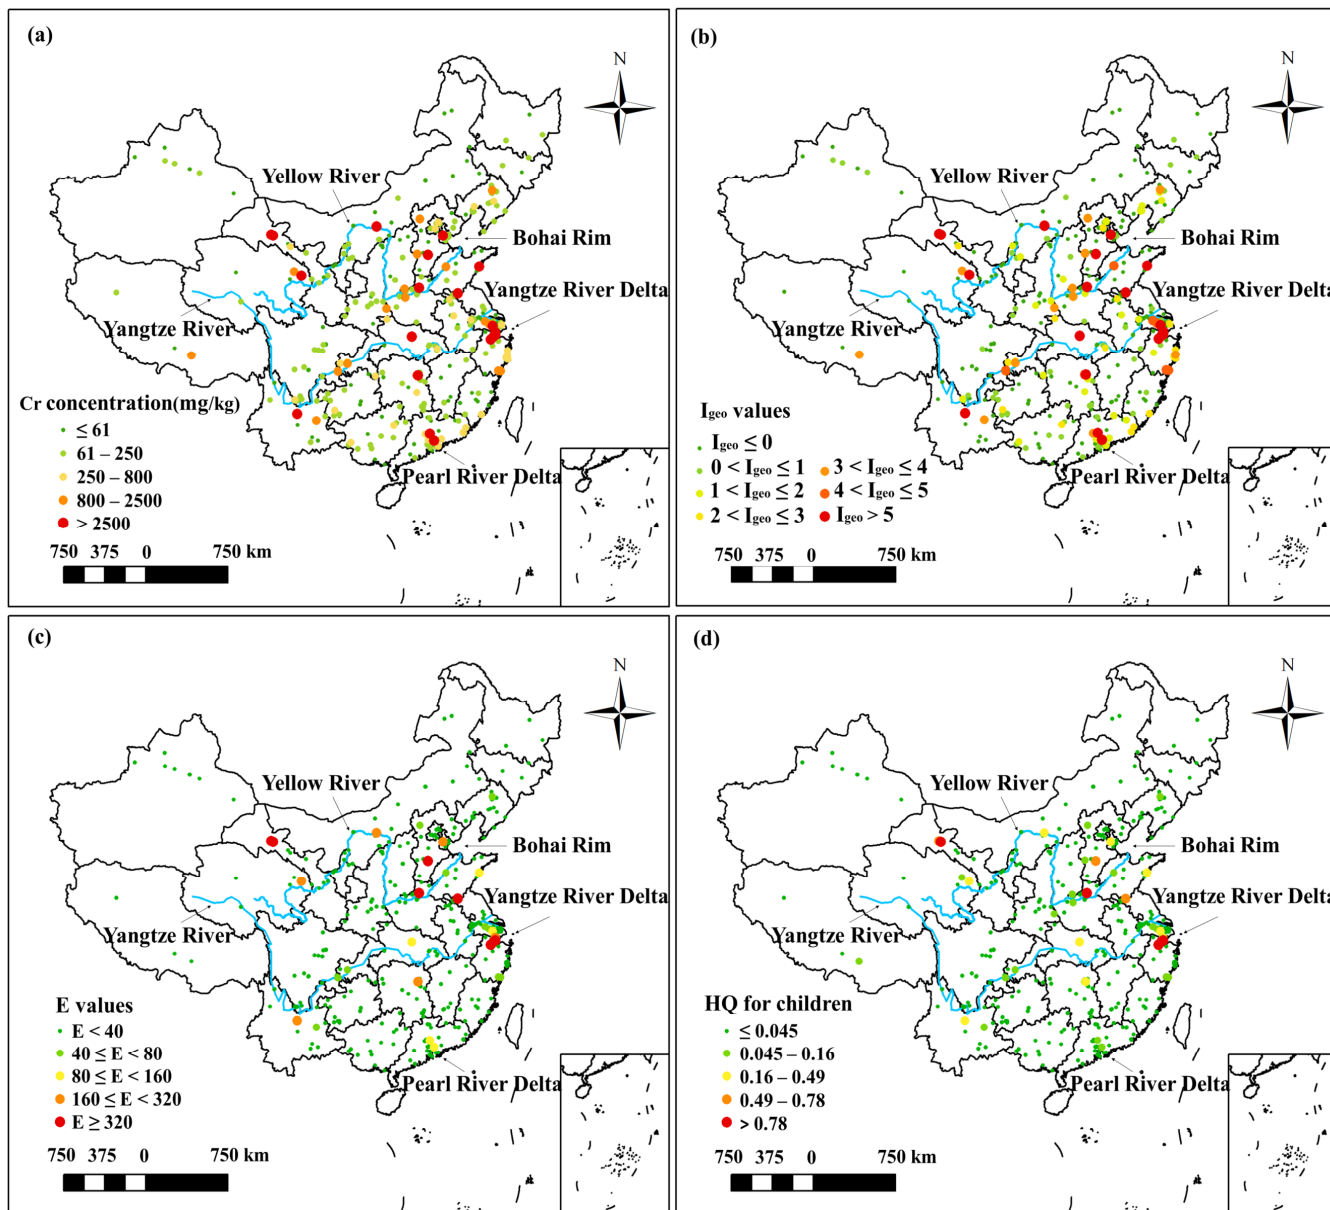 (a)
N
Yellow River
Bohai Rim
Yangtze River Delta
Yangtze River
Cr concentration(mg/kg)
≤ 61
61 – 250
250 – 800
800 – 2500
> 2500
Pearl River Delta
750 375 0 750 km
(b)
N
Yellow River
Bohai Rim
Yangtze River Delta
Yangtze River
Igeo values
Igeo ≤ 0
0 < Igeo ≤ 1
1 < Igeo ≤ 2
2 < Igeo ≤ 3
3 < Igeo ≤ 4
4 < Igeo ≤ 5
Igeo > 5
Pearl River Delta
750 375 0 750 km
(c)
N
Yellow River
Bohai Rim
Yangtze River Delta
Yangtze River
E values
E < 40
40 ≤ E < 80
80 ≤ E < 160
160 ≤ E < 320
E ≥ 320
Pearl River Delta
750 375 0 750 km
(d)
N
Yellow River
Bohai Rim
Yangtze River Delta
Yangtze River
HQ for children
≤ 0.045
0.045 – 0.16
0.16 – 0.49
0.49 – 0.78
> 0.78
Pearl River Delta
750 375 0 750 km